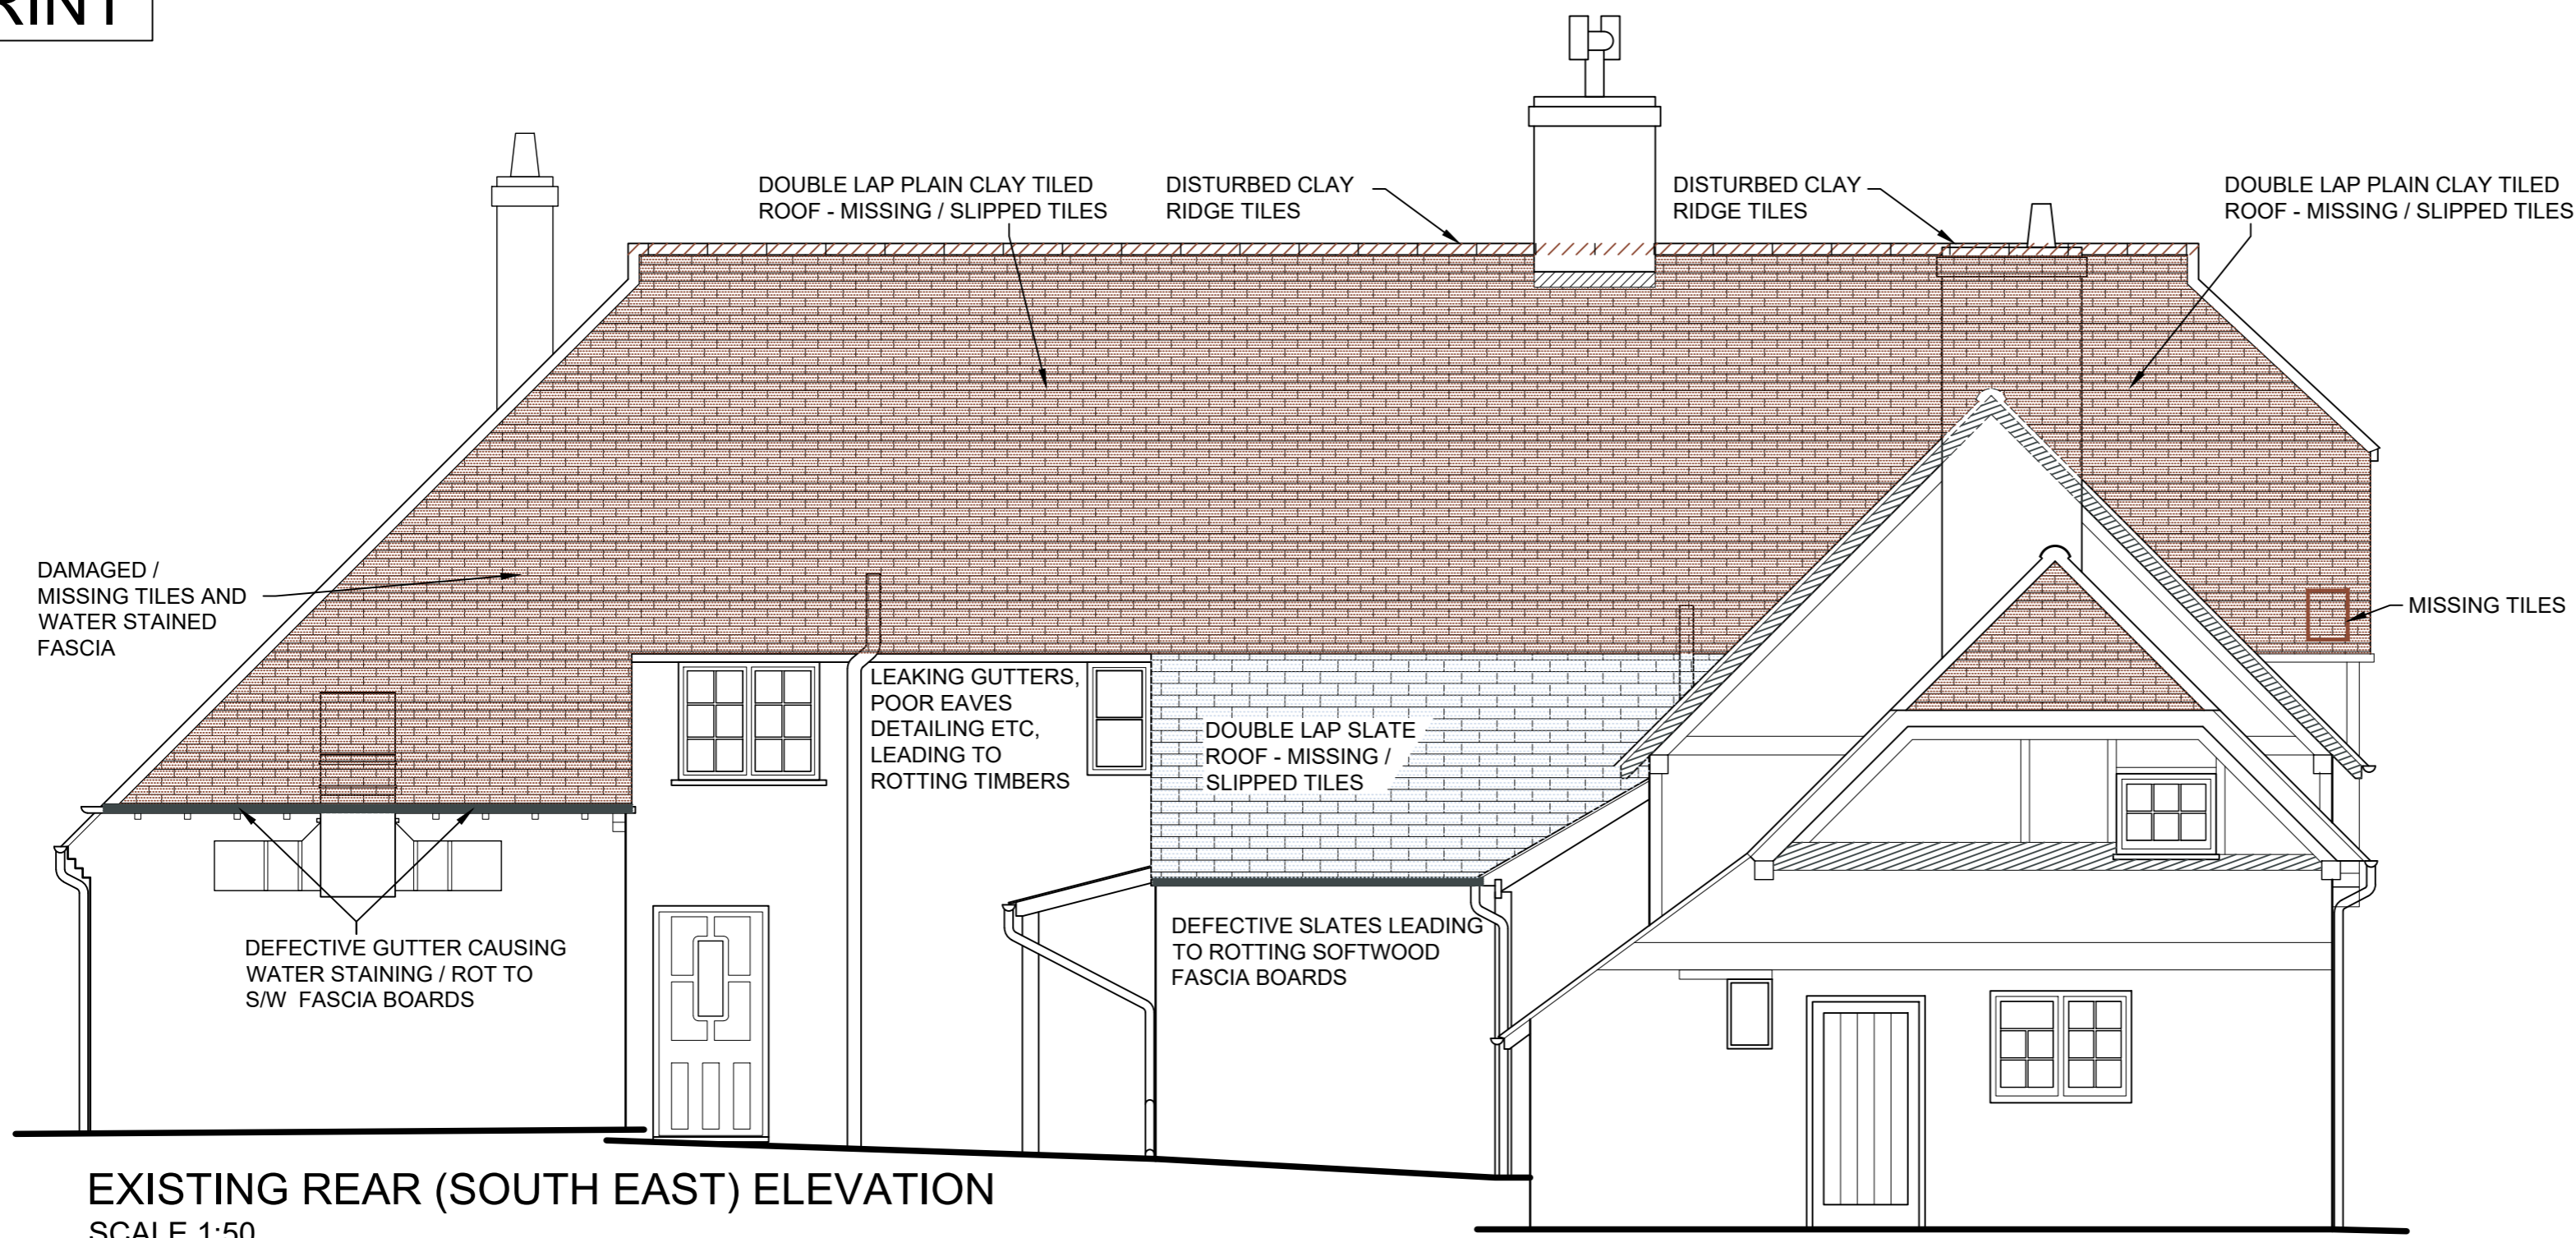 DOUBLE LAP PLAIN CLAY TILED
ROOF - MISSING / SLIPPED TILES
DISTURBED CLAY
RIDGE TILES
DISTURBED CLAY
RIDGE TILES
DOUBLE LAP PLAIN CLAY TILED
ROOF - MISSING / SLIPPED TILES
DAMAGED /
MISSING TILES AND
WATER STAINED
FASCIA
MISSING TILES
LEAKING GUTTERS,
POOR EAVES
DETAILING ETC,
LEADING TO
ROTTING TIMBERS
DOUBLE LAP SLATE
ROOF - MISSING /
SLIPPED TILES
DEFECTIVE GUTTER CAUSING
WATER STAINING / ROT TO
S/W FASCIA BOARDS
DEFECTIVE SLATES LEADING
TO ROTTING SOFTWOOD
FASCIA BOARDS
EXISTING REAR (SOUTH EAST) ELEVATION
SCALE 1:50